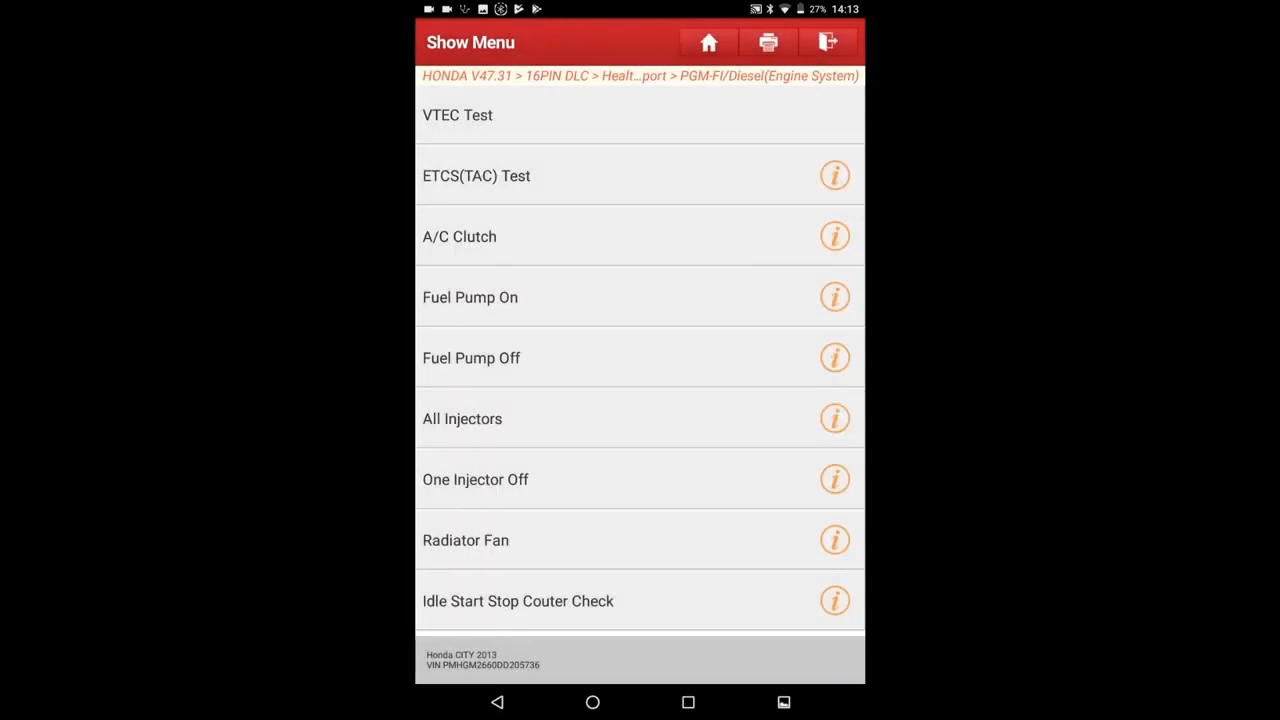 27% 14:13
Show Menu
HONDA V47.31 > 16PIN DLC > Healt...port > PGM-FI/Diesel(Engine System)
VTEC Test
ETCS(TAC) Test
A/C Clutch
Fuel Pump On
Fuel Pump Off
All Injectors
One Injector Off
Radiator Fan
Idle Start Stop Couter Check
Honda CITY 2013
VIN PMHGM2660DD205736